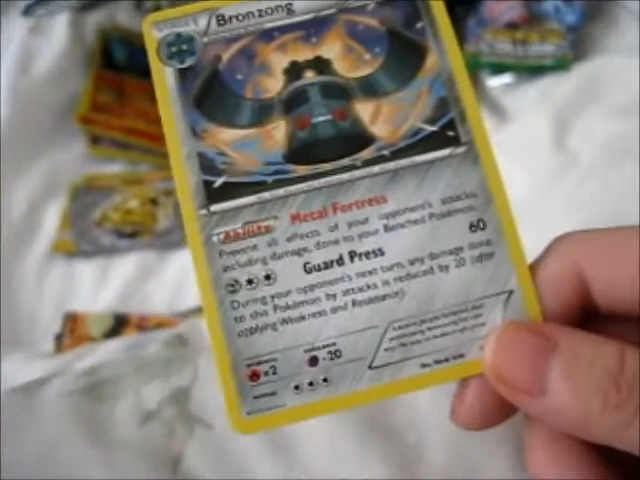 Bronzong
Ability Metal Fortress
Prevent all effects of your opponent's attacks,
including damage, done to your Benched Pokémon.
Guard Press 60
During your opponent's next turn, any damage done
to this Pokémon by attacks is reduced by 20 (after
applying Weakness and Resistance).
x2 -20